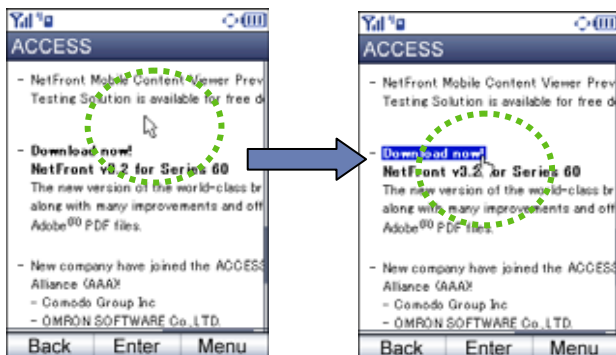 ACCESS
- NetFront Mobile Content Viewer Prev
Testing Solution is available for free d
- Download now!
NetFront v3.2 for Series 60
The new version of the world-class br
along with many improvements and off
Adobe(R) PDF files.
- New company have joined the ACCESS
Alliance (AAA)!
- Comodo Group Inc
- OMRON SOFTWARE Co.,LTD.
Back Enter Menu
ACCESS
- NetFront Mobile Content Viewer Prev
Testing Solution is available for free d
- Download now!
NetFront v3.2 for Series 60
The new version of the world-class br
along with many improvements and off
Adobe(R) PDF files.
- New company have joined the ACCESS
Alliance (AAA)!
- Comodo Group Inc
- OMRON SOFTWARE Co.,LTD.
Back Enter Menu